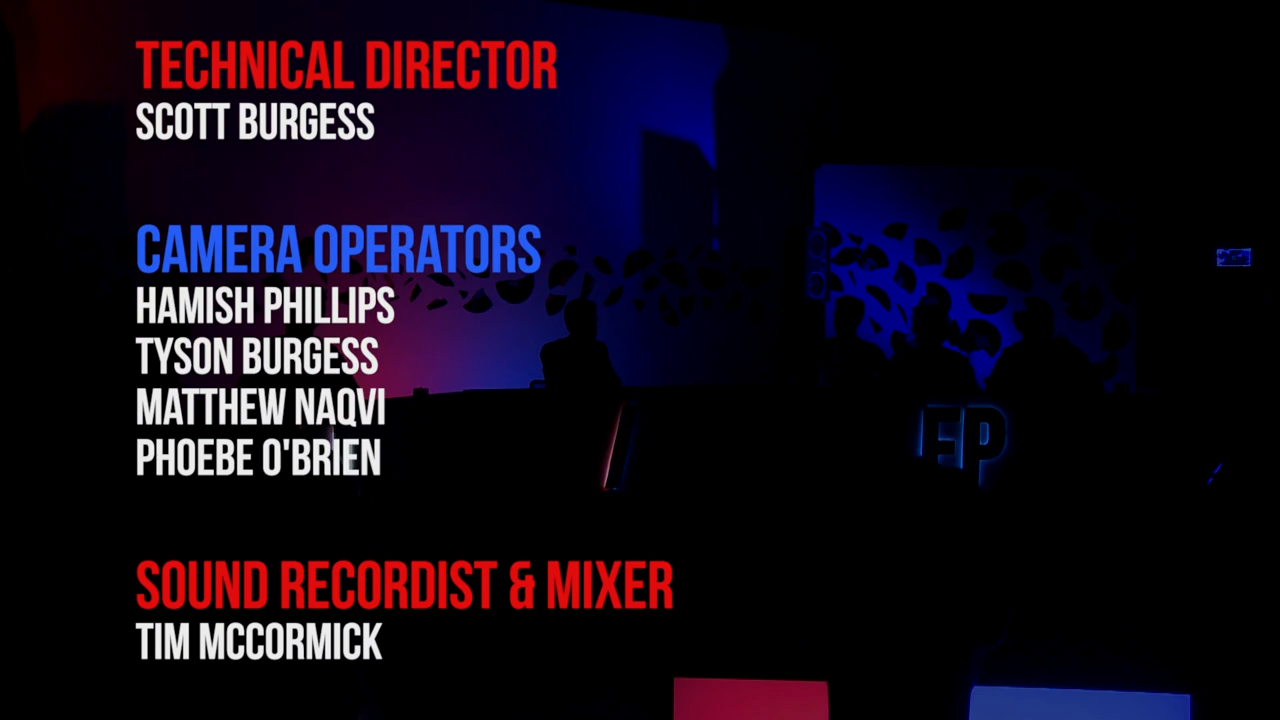 TECHNICAL DIRECTOR
SCOTT BURGESS
CAMERA OPERATORS
HAMISH PHILLIPS
TYSON BURGESS
MATTHEW NAQVI
PHOEBE O'BRIEN
EP
SOUND RECORDIST & MIXER
TIM MCCORMICK